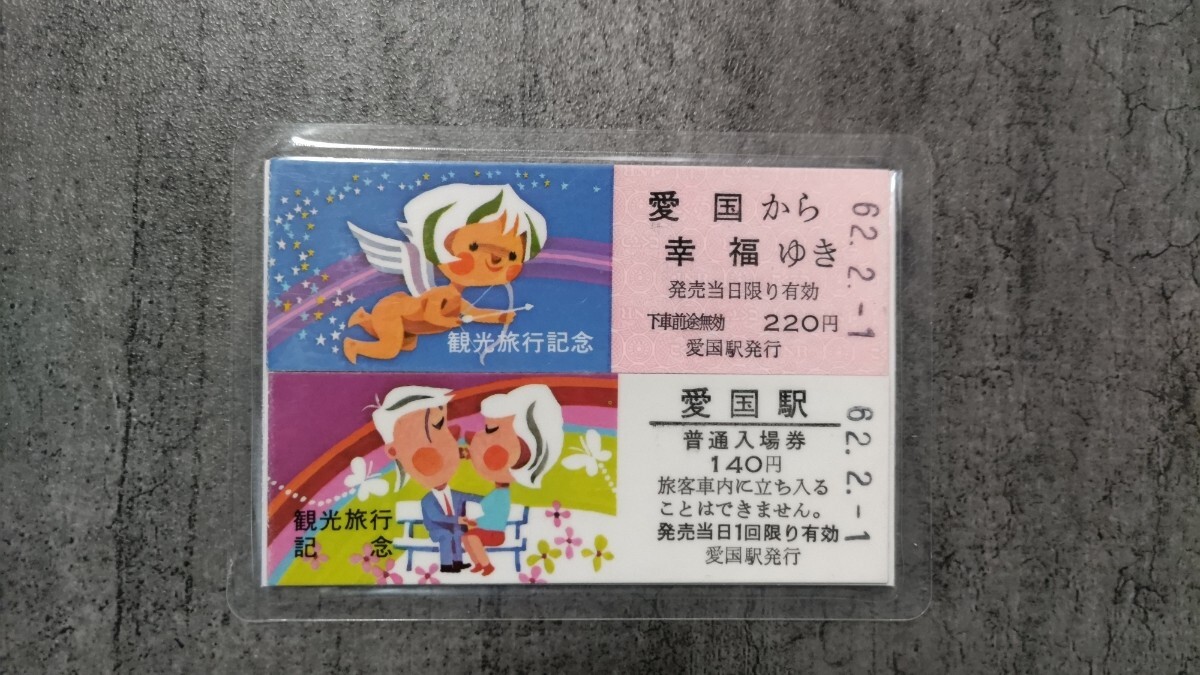 観光旅行記念
愛国から
幸福ゆき
発売当日限り有効
下車前途無効 220円
愛国駅発行
62.2.-1
観光旅行
記念
愛国駅
普通入場券
140円
旅客車内に立ち入る
ことはできません。
発売当日1回限り有効
愛国駅発行
62.2.-1